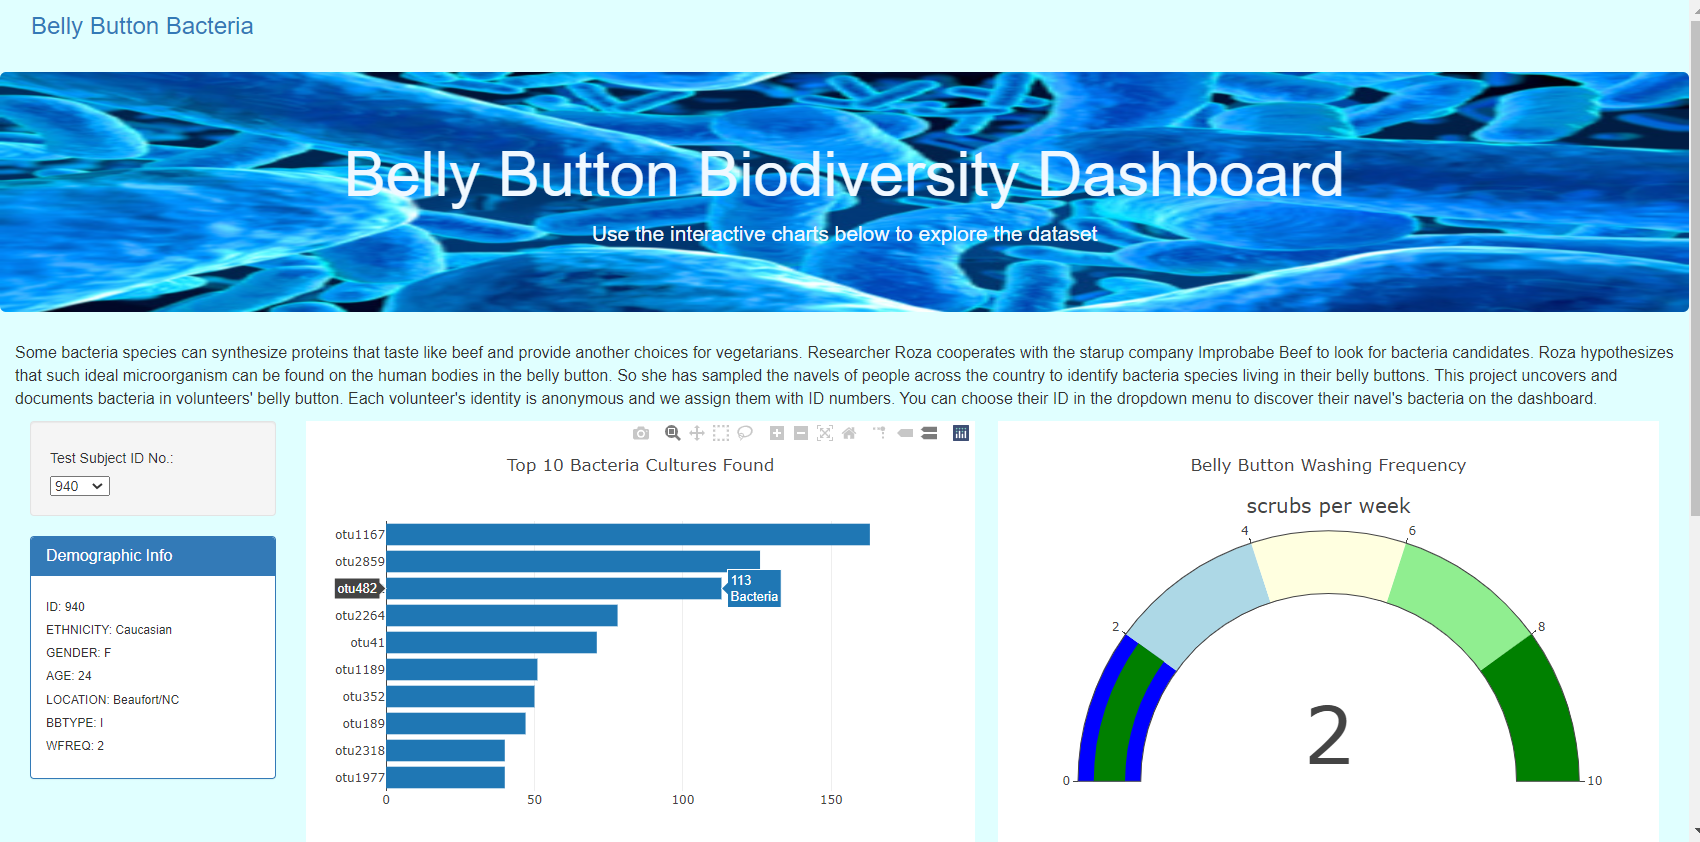 Belly Button Bacteria
Belly Button Biodiversity Dashboard
Use the interactive charts below to explore the dataset
Some bacteria species can synthesize proteins that taste like beef and provide another choices for vegetarians. Researcher Roza cooperates with the starup company Improbabe Beef to look for bacteria candidates. Roza hypothesizes
that such ideal microorganism can be found on the human bodies in the belly button. So she has sampled the navels of people across the country to identify bacteria species living in their belly buttons. This project uncovers and
documents bacteria in volunteers' belly button. Each volunteer's identity is anonymous and we assign them with ID numbers. You can choose their ID in the dropdown menu to discover their navel's bacteria on the dashboard.
Test Subject ID No.:
940
Demographic Info
ID: 940
ETHNICITY: Caucasian
GENDER: F
AGE: 24
LOCATION: Beaufort/NC
BBTYPE: I
WFREQ: 2
Top 10 Bacteria Cultures Found
otu1167
otu2859
otu482
113
Bacteria
otu2264
otu41
otu1189
otu352
otu189
otu2318
otu1977
0 50 100 150
Belly Button Washing Frequency
scrubs per week
4 6
2 8
2
0 10